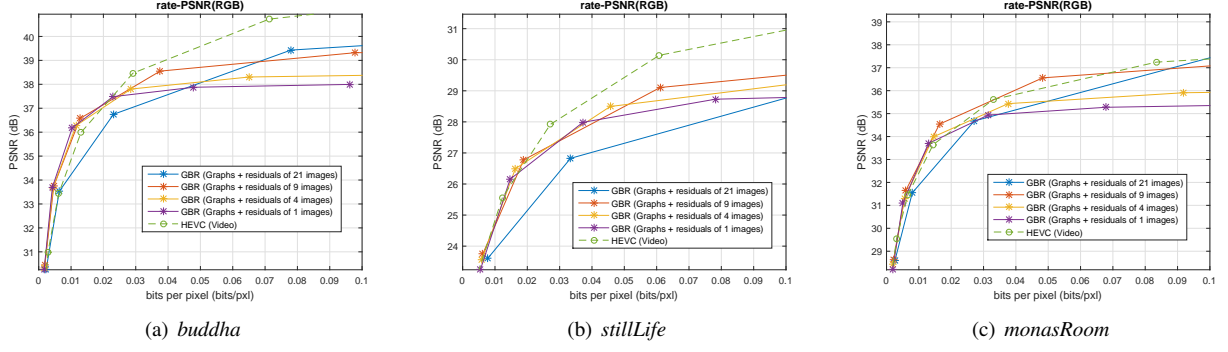 rate-PSNR(RGB)
40
39
38
37
36
35
34
33
32
31
PSNR (dB)
GBR (Graphs + residuals of 21 images)
GBR (Graphs + residuals of 9 images)
GBR (Graphs + residuals of 4 images)
GBR (Graphs + residuals of 1 images)
HEVC (Video)
0 0.01 0.02 0.03 0.04 0.05 0.06 0.07 0.08 0.09 0.1
bits per pixel (bits/pxl)
(a) buddha
rate-PSNR(RGB)
31
30
29
28
27
26
25
24
PSNR (dB)
GBR (Graphs + residuals of 21 images)
GBR (Graphs + residuals of 9 images)
GBR (Graphs + residuals of 4 images)
GBR (Graphs + residuals of 1 images)
HEVC (Video)
0 0.01 0.02 0.03 0.04 0.05 0.06 0.07 0.08 0.09 0.1
bits per pixel (bits/pxl)
(b) stillLife
rate-PSNR(RGB)
39
38
37
36
35
34
33
32
31
30
29
PSNR (dB)
GBR (Graphs + residuals of 21 images)
GBR (Graphs + residuals of 9 images)
GBR (Graphs + residuals of 4 images)
GBR (Graphs + residuals of 1 images)
HEVC (Video)
0 0.01 0.02 0.03 0.04 0.05 0.06 0.07 0.08 0.09 0.1
bits per pixel (bits/pxl)
(c) monasRoom